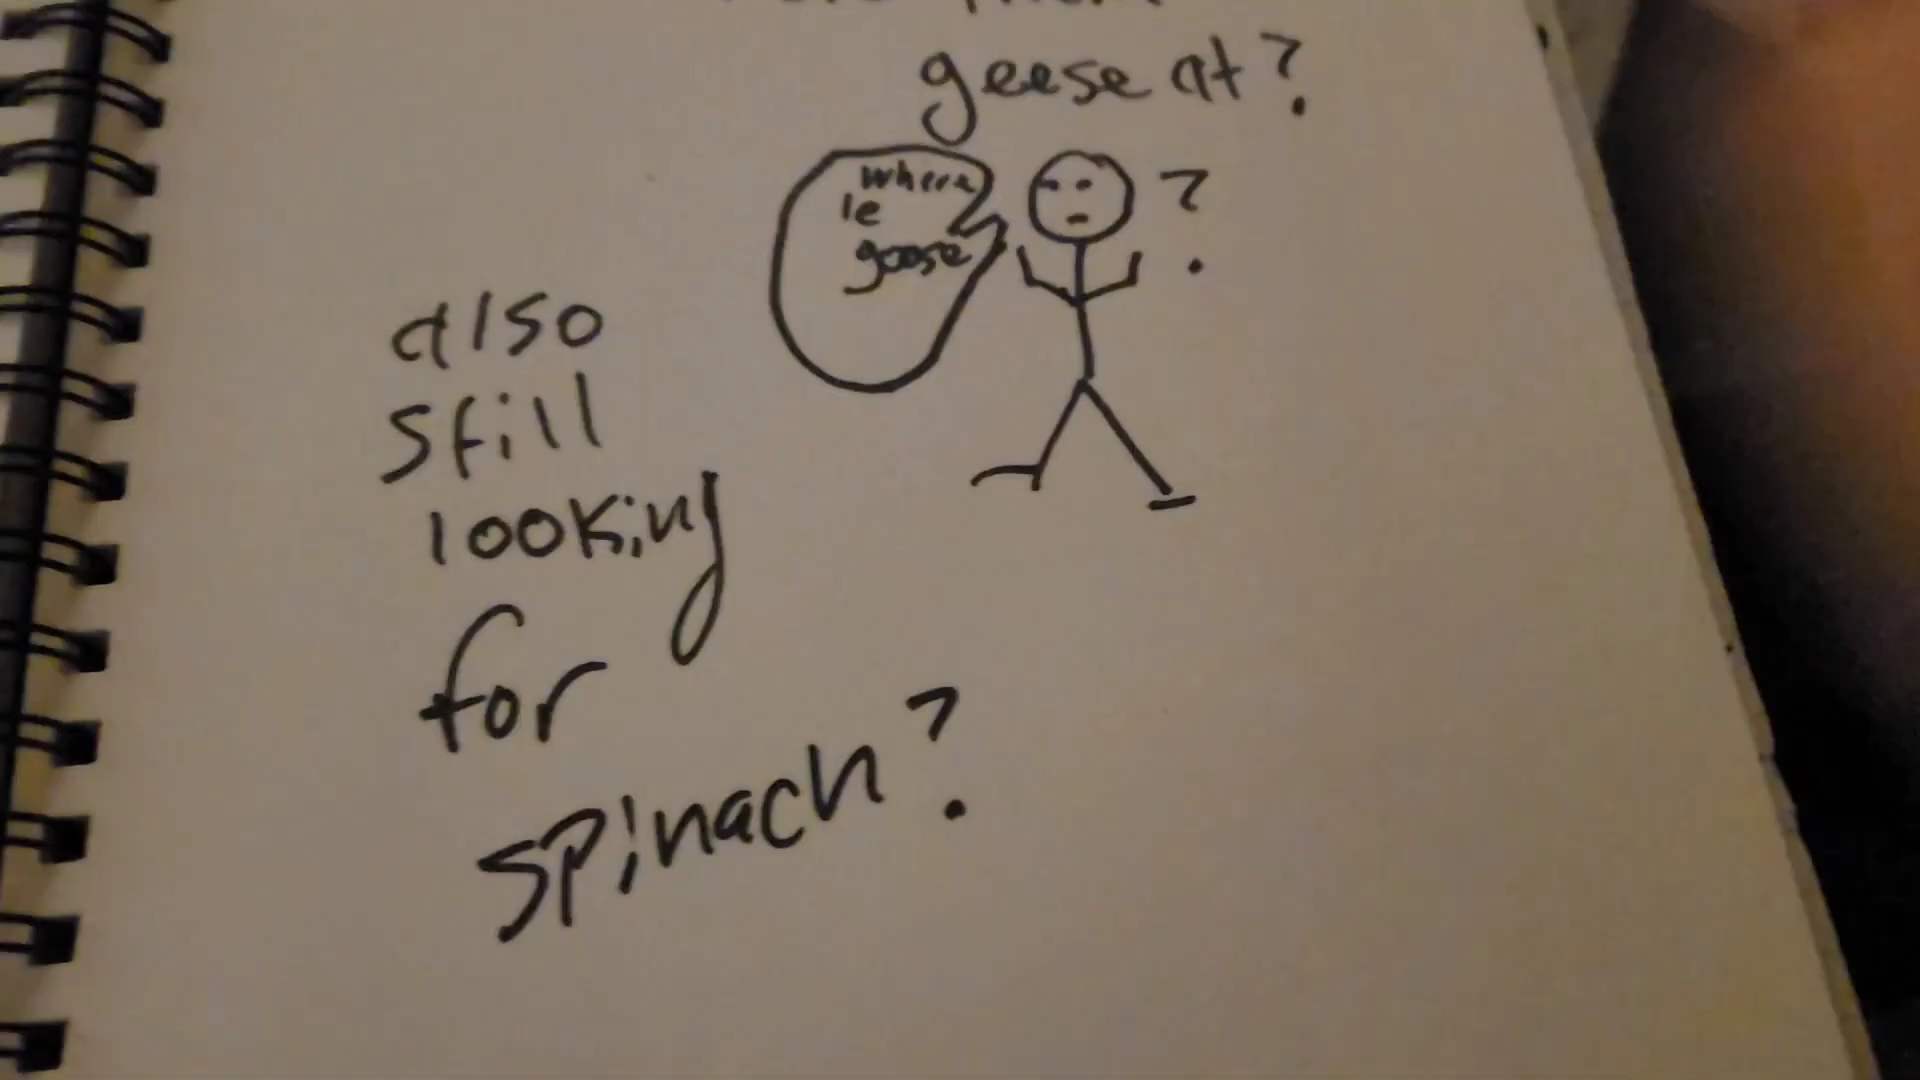 geese at?
where
le
goose
?
also
still
looking
for
spinach?